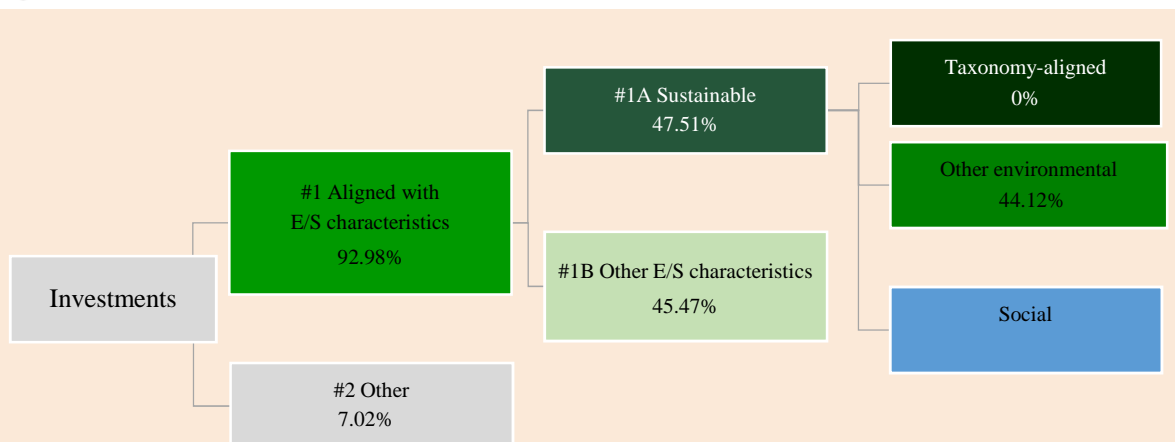 Investments
#1 Aligned with
E/S characteristics
92.98%
#2 Other
7.02%
#1A Sustainable
47.51%
#1B Other E/S characteristics
45.47%
Taxonomy-aligned
0%
Other environmental
44.12%
Social